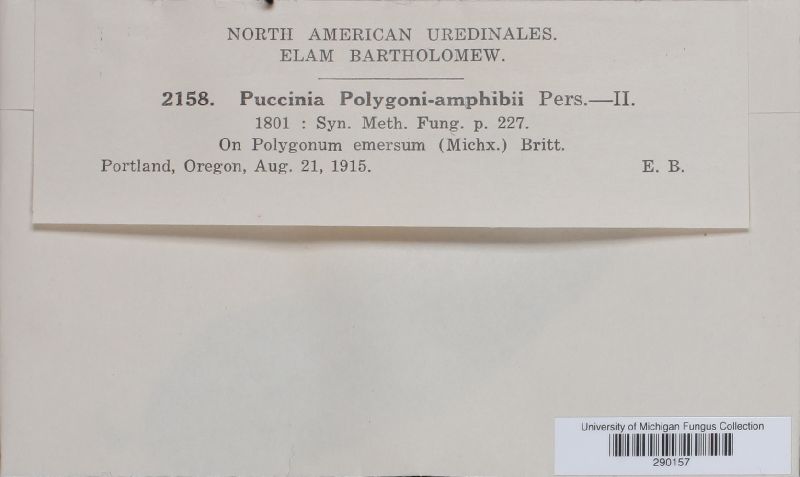 NORTH AMERICAN UREDINALES.
ELAM BARTHOLOMEW.
2158. Puccinia Polygoni-amphibii Pers.—II.
1801 : Syn. Meth. Fung. p. 227.
On Polygonum emersum (Michx.) Britt.
Portland, Oregon, Aug. 21, 1915. E. B.
University of Michigan Fungus Collection
290157